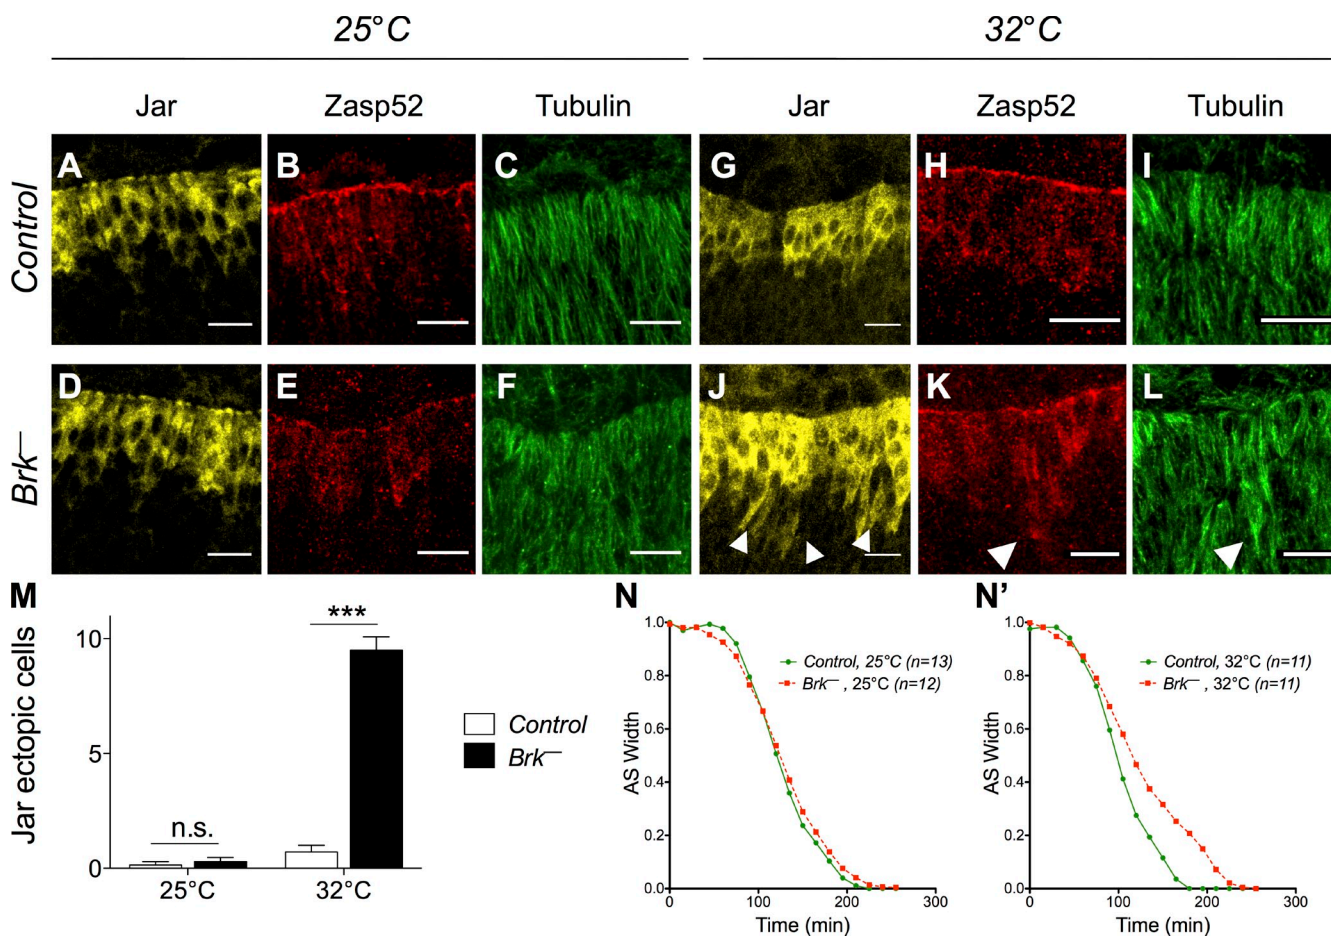 25°C 32°C
Jar Zasp52 Tubulin Jar Zasp52 Tubulin
Control A B C G H I
Brk— D E F J K L
M N N’
Jar ectopic cells
10
5
0
n.s.
***
25°C 32°C
Control
Brk—
AS Width
1.0
0.8
0.6
0.4
0.2
0.0
0 100 200 300
Time (min)
Control, 25°C (n=13)
Brk— , 25°C (n=12)
AS Width
1.0
0.8
0.6
0.4
0.2
0.0
0 100 200 300
Time (min)
Control, 32°C (n=11)
Brk— , 32°C (n=11)